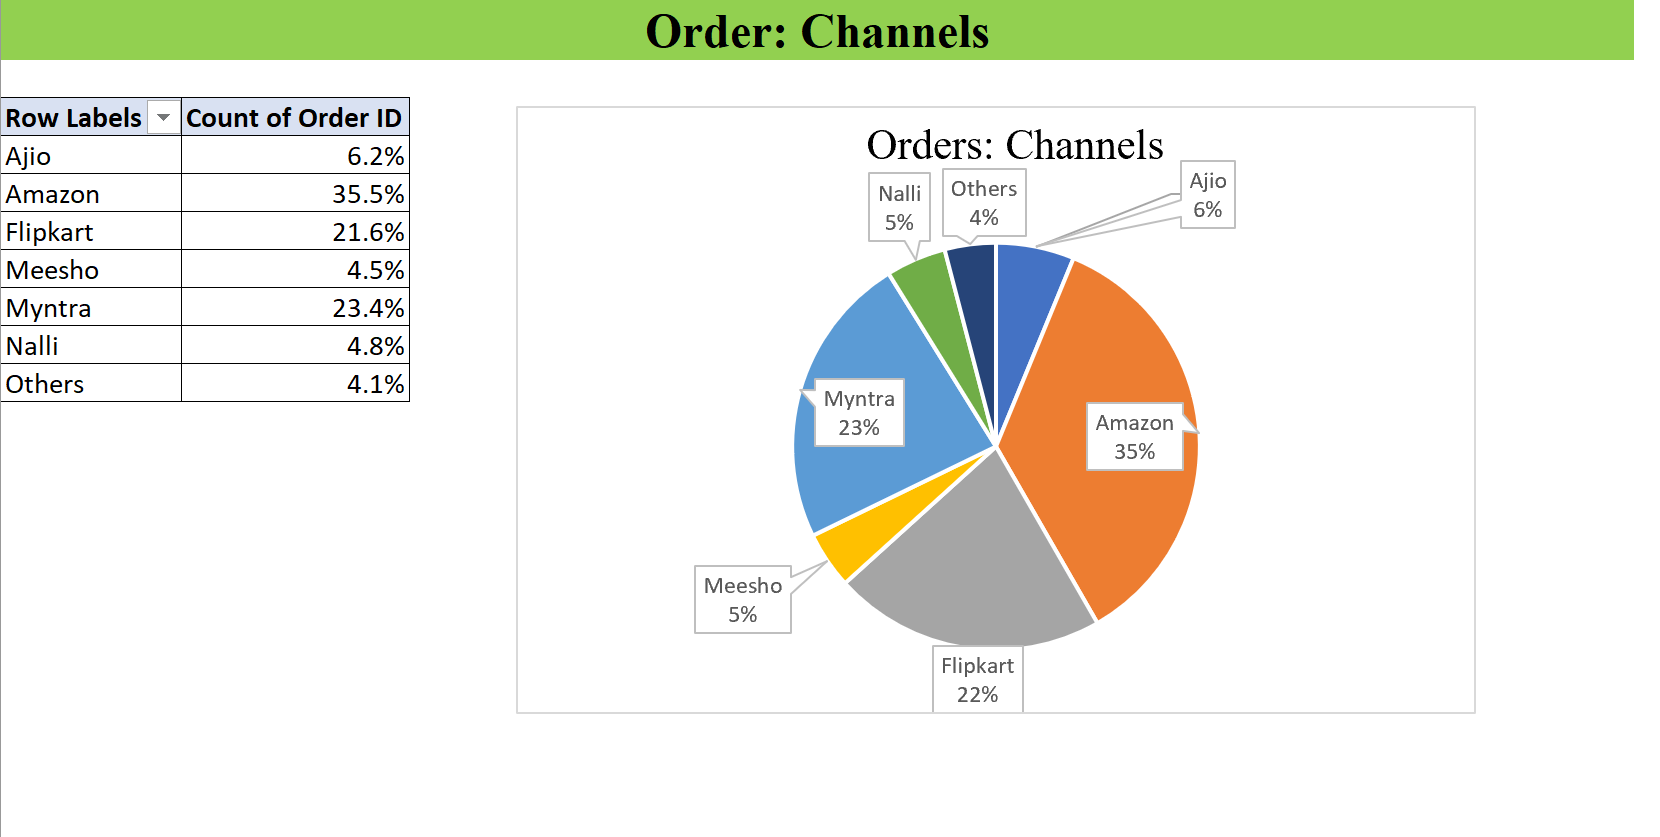 Order: Channels
Row Labels Count of Order ID
Ajio 6.2%
Amazon 35.5%
Flipkart 21.6%
Meesho 4.5%
Myntra 23.4%
Nalli 4.8%
Others 4.1%
Orders: Channels
Nalli
5%
Others
4%
Ajio
6%
Myntra
23%
Amazon
35%
Meesho
5%
Flipkart
22%